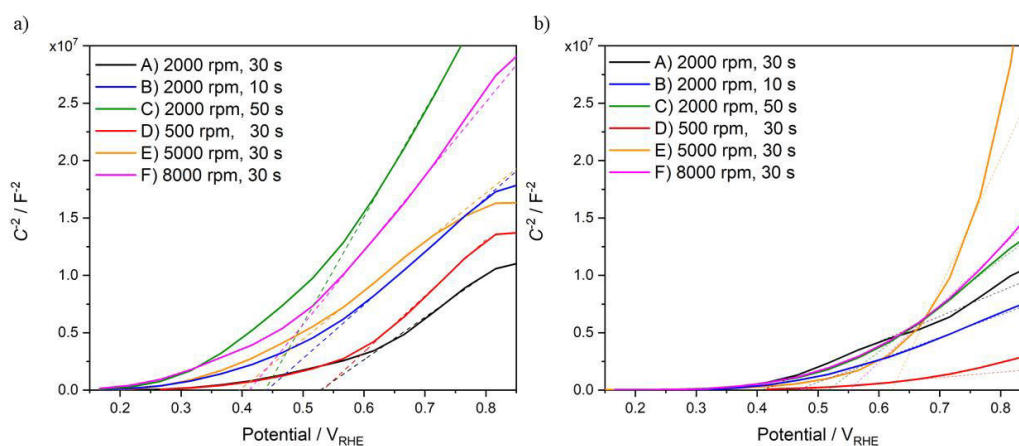 a)
x10⁷
A) 2000 rpm, 30 s
B) 2000 rpm, 10 s
C) 2000 rpm, 50 s
D) 500 rpm, 30 s
E) 5000 rpm, 30 s
F) 8000 rpm, 30 s
2.5
2.0
1.5
1.0
0.5
0.0
C⁻² / F⁻²
0.2 0.3 0.4 0.5 0.6 0.7 0.8
Potential / V_RHE
b)
x10⁷
A) 2000 rpm, 30 s
B) 2000 rpm, 10 s
C) 2000 rpm, 50 s
D) 500 rpm, 30 s
E) 5000 rpm, 30 s
F) 8000 rpm, 30 s
2.5
2.0
1.5
1.0
0.5
0.0
C⁻² / F⁻²
0.2 0.3 0.4 0.5 0.6 0.7 0.8
Potential / V_RHE